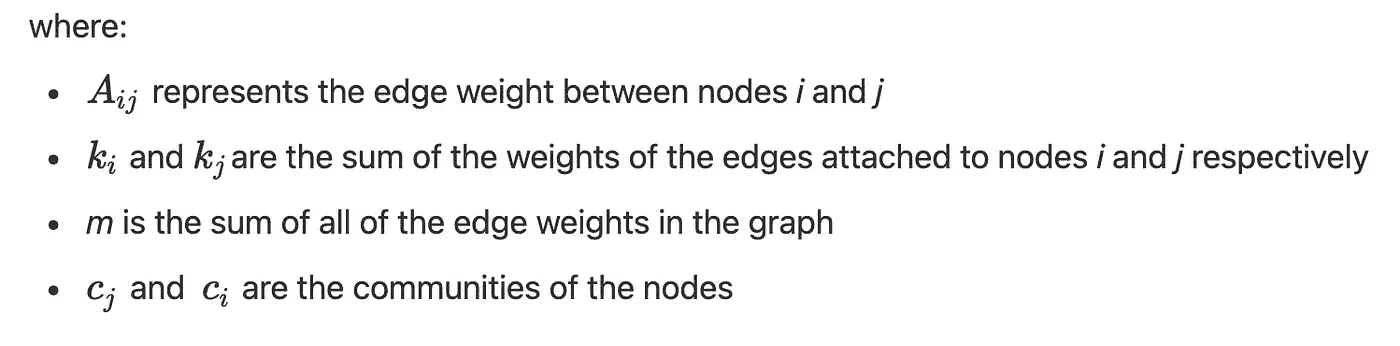 where:
• A_{ij} represents the edge weight between nodes i and j
• k_i and k_j are the sum of the weights of the edges attached to nodes i and j respectively
• m is the sum of all of the edge weights in the graph
• c_j and c_i are the communities of the nodes